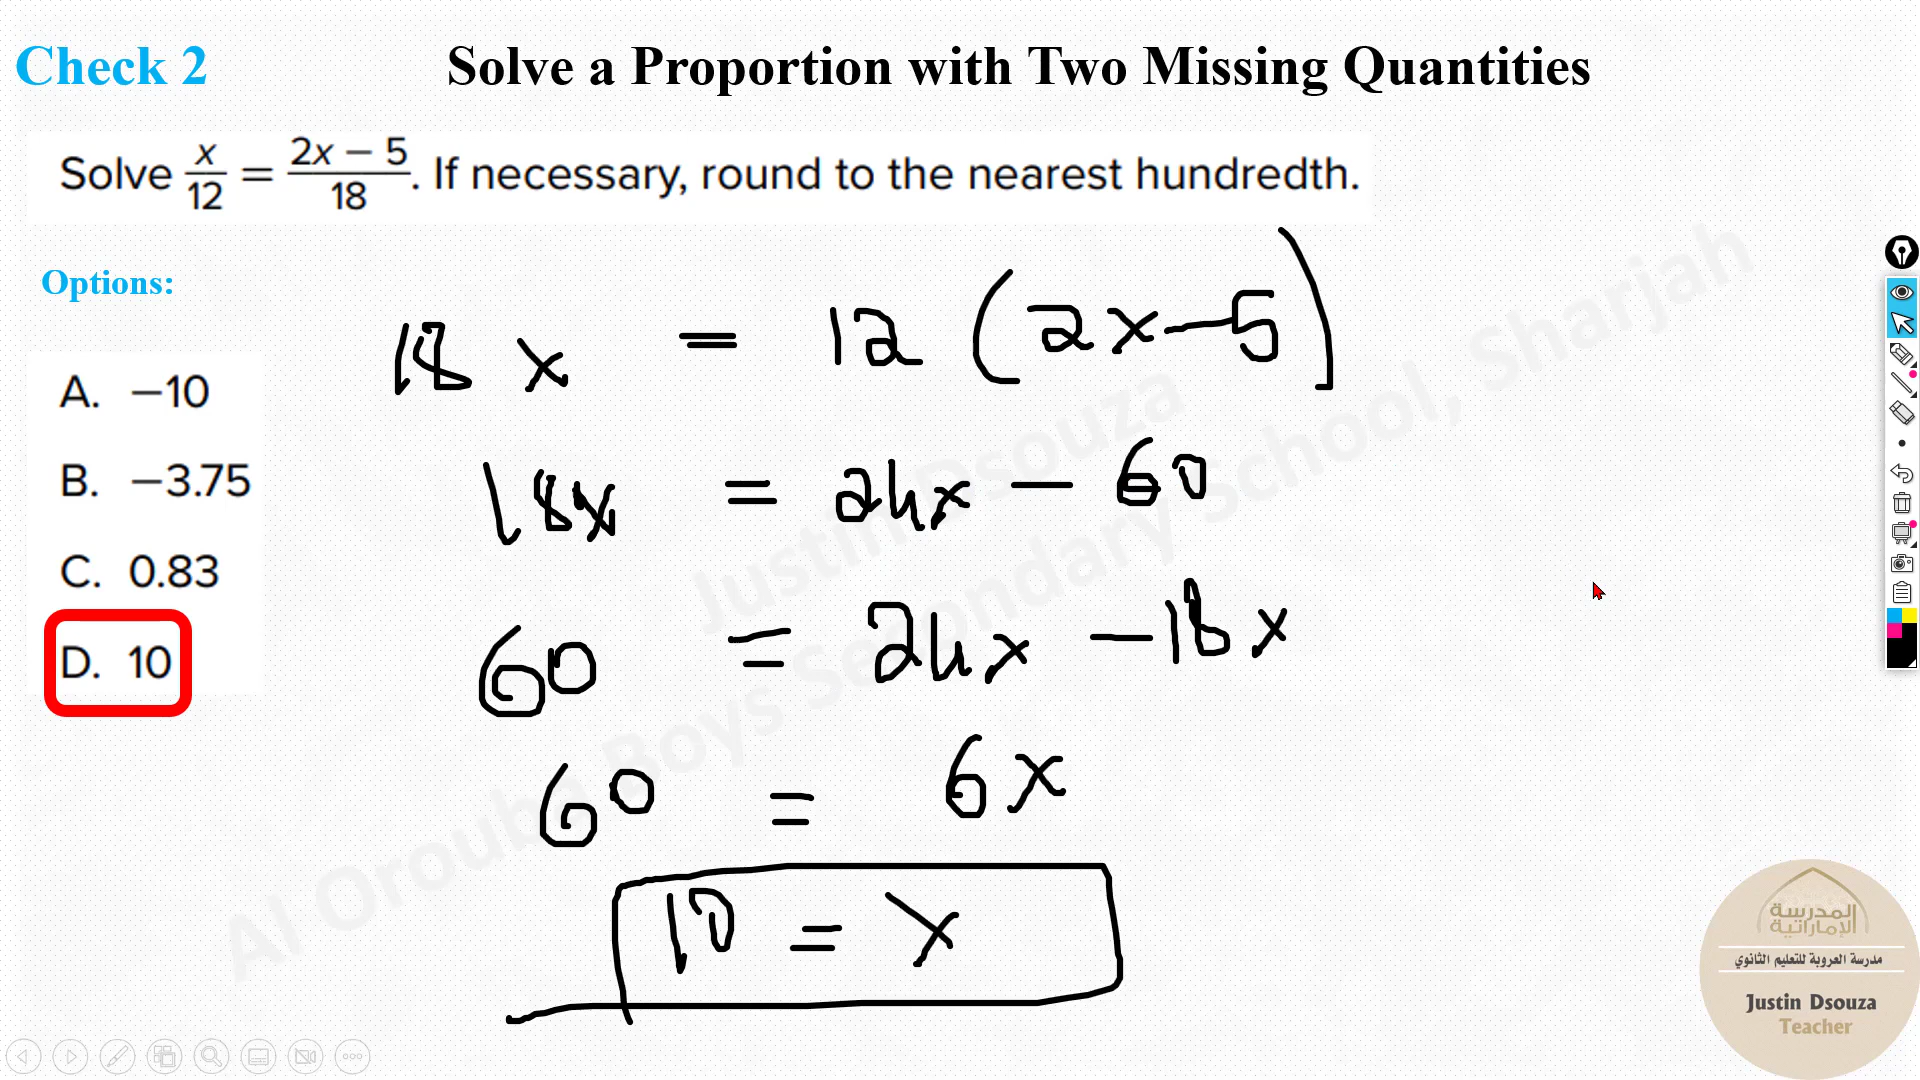 Check 2
Solve a Proportion with Two Missing Quantities
Solve x/12 = 2x − 5/18. If necessary, round to the nearest hundredth.
Options:
A. −10
B. −3.75
C. 0.83
D. 10
18 x = 12 (2x − 5)
18x = 24x − 60
60 = 24x − 18x
60 = 6x
10 = x
Justin Dsouza
Al Orouba Boys Secondary School, Sharjah
المدرسة
الإماراتية
مدرسة العروبة للتعليم الثانوي
Justin Dsouza
Teacher